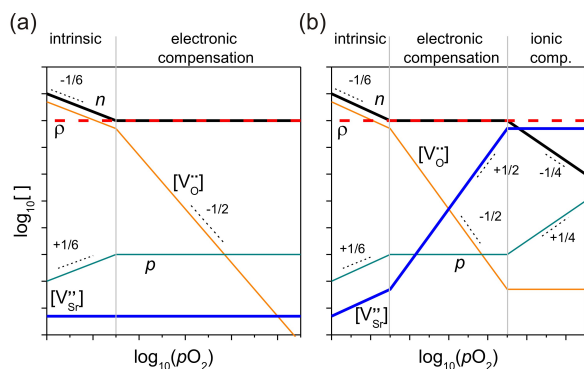 (a)
intrinsic
electronic
compensation
-1/6
n
ρ
[V_O^¨]
-1/2
+1/6
p
[V_Sr'']
log₁₀[ ]
log₁₀(pO₂)
(b)
intrinsic
electronic
compensation
ionic
comp.
-1/6
n
ρ
[V_O^¨]
+1/2
-1/4
-1/2
+1/6
p
+1/4
[V_Sr'']
log₁₀(pO₂)